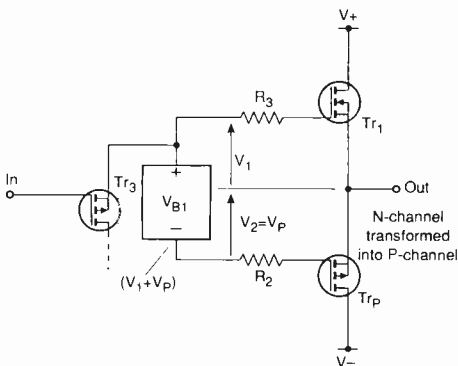 V+
R3
Tr1
V1
In
Tr3
+
VB1
−
Out
V2=VP
N-channel
transformed
into P-channel
(V1+VP)
R2
TrP
V−